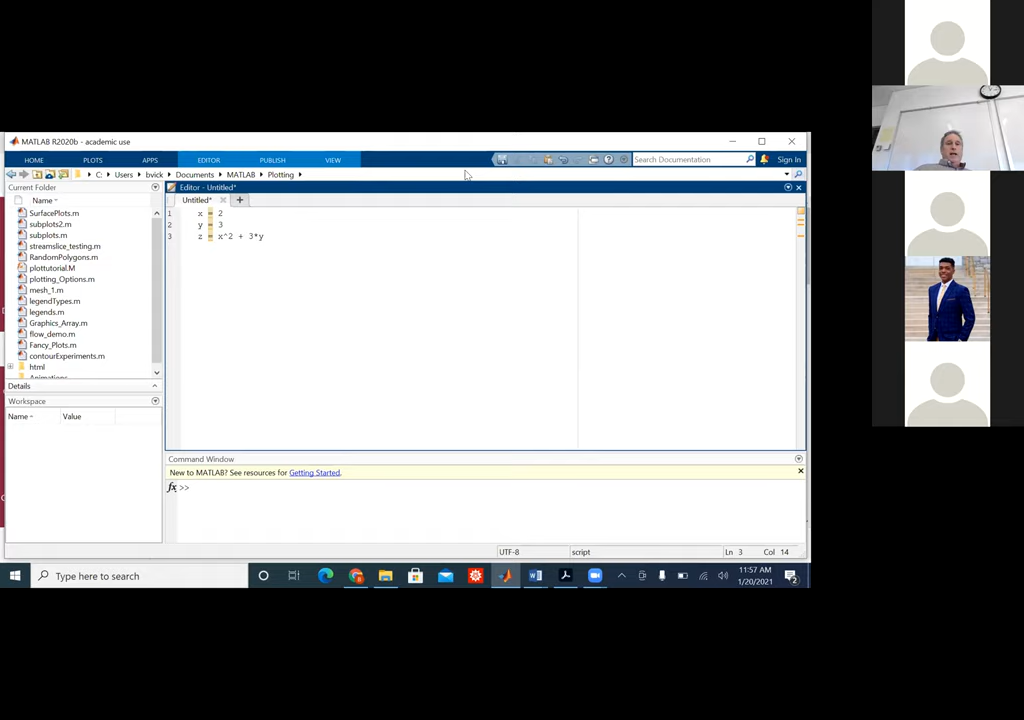 MATLAB R2020b - academic use
HOME PLOTS APPS EDITOR PUBLISH VIEW Search Documentation Sign In
C: Users bvick Documents MATLAB Plotting
Current Folder
Name
SurfacePlots.m
subplots2.m
subplots.m
streamslice_testing.m
RandomPolygons.m
plottutorial.M
plotting_Options.m
mesh_1.m
legendTypes.m
legends.m
Graphics_Array.m
flow_demo.m
Fancy_Plots.m
contourExperiments.m
html
Animations
Details
Workspace
Name Value
Editor - Untitled*
Untitled*
1 x = 2
2 y = 3
3 z = x^2 + 3*y
Command Window
New to MATLAB? See resources for Getting Started.
fx >>
UTF-8 script Ln 3 Col 14
Type here to search
11:57 AM
1/20/2021
2